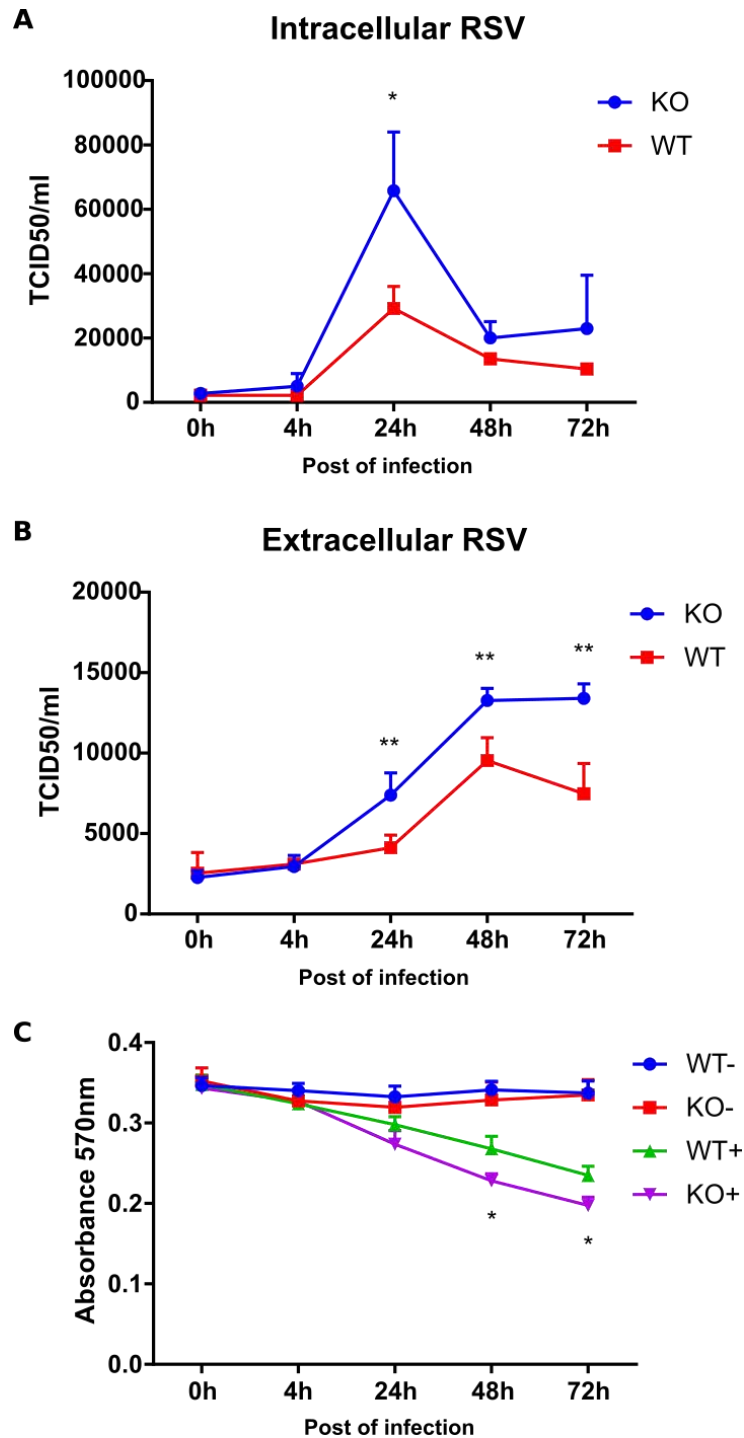 A
Intracellular RSV
100000
80000
60000
40000
20000
0
TCID50/ml
*
KO
WT
0h 4h 24h 48h 72h
Post of infection
B
Extracellular RSV
20000
15000
10000
5000
0
TCID50/ml
** ** **
KO
WT
0h 4h 24h 48h 72h
Post of infection
C
0.4
0.3
0.2
0.1
0.0
Absorbance 570nm
* *
WT-
KO-
WT+
KO+
0h 4h 24h 48h 72h
Post of infection